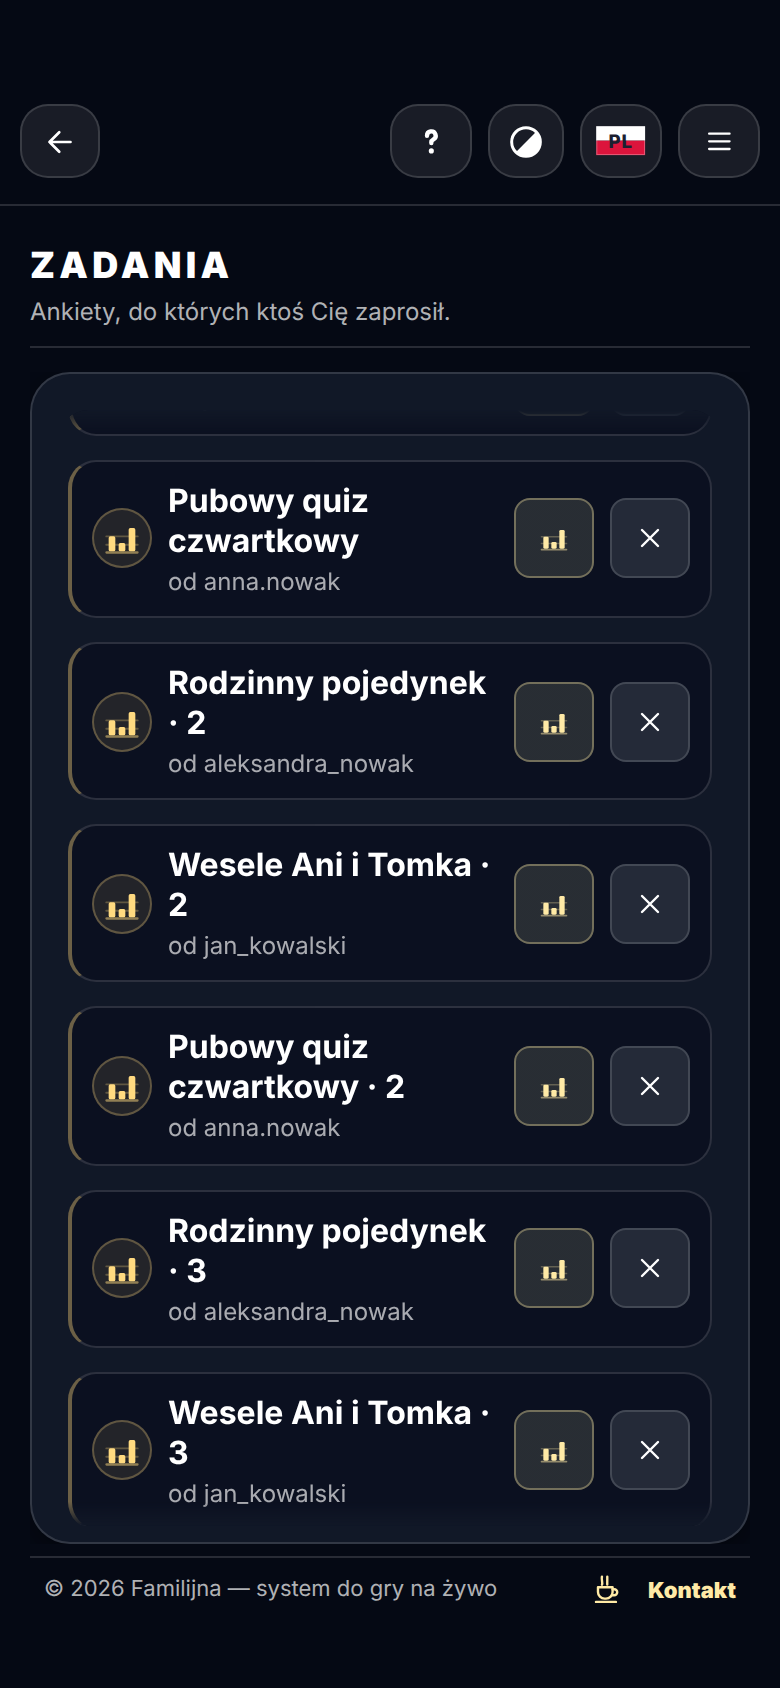 ?
PL
ZADANIA
Ankiety, do których ktoś Cię zaprosił.
Pubowy quiz
czwartkowy
od anna.nowak
Rodzinny pojedynek
· 2
od aleksandra_nowak
Wesele Ani i Tomka ·
2
od jan_kowalski
Pubowy quiz
czwartkowy · 2
od anna.nowak
Rodzinny pojedynek
· 3
od aleksandra_nowak
Wesele Ani i Tomka ·
3
od jan_kowalski
© 2026 Familijna — system do gry na żywo
Kontakt